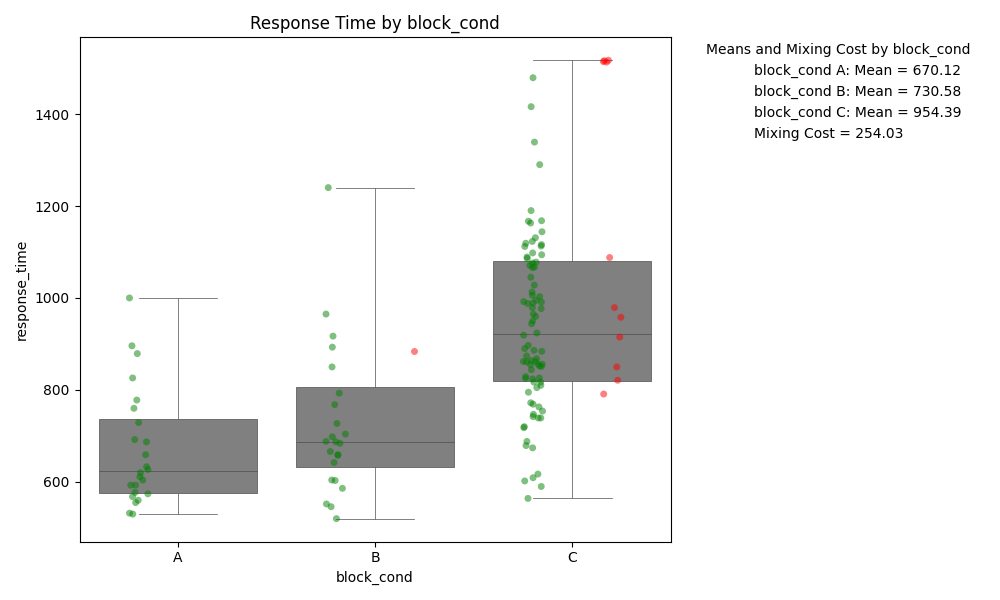 Response Time by block_cond
Means and Mixing Cost by block_cond
block_cond A: Mean = 670.12
block_cond B: Mean = 730.58
block_cond C: Mean = 954.39
Mixing Cost = 254.03
response_time
1400
1200
1000
800
600
A
B
C
block_cond